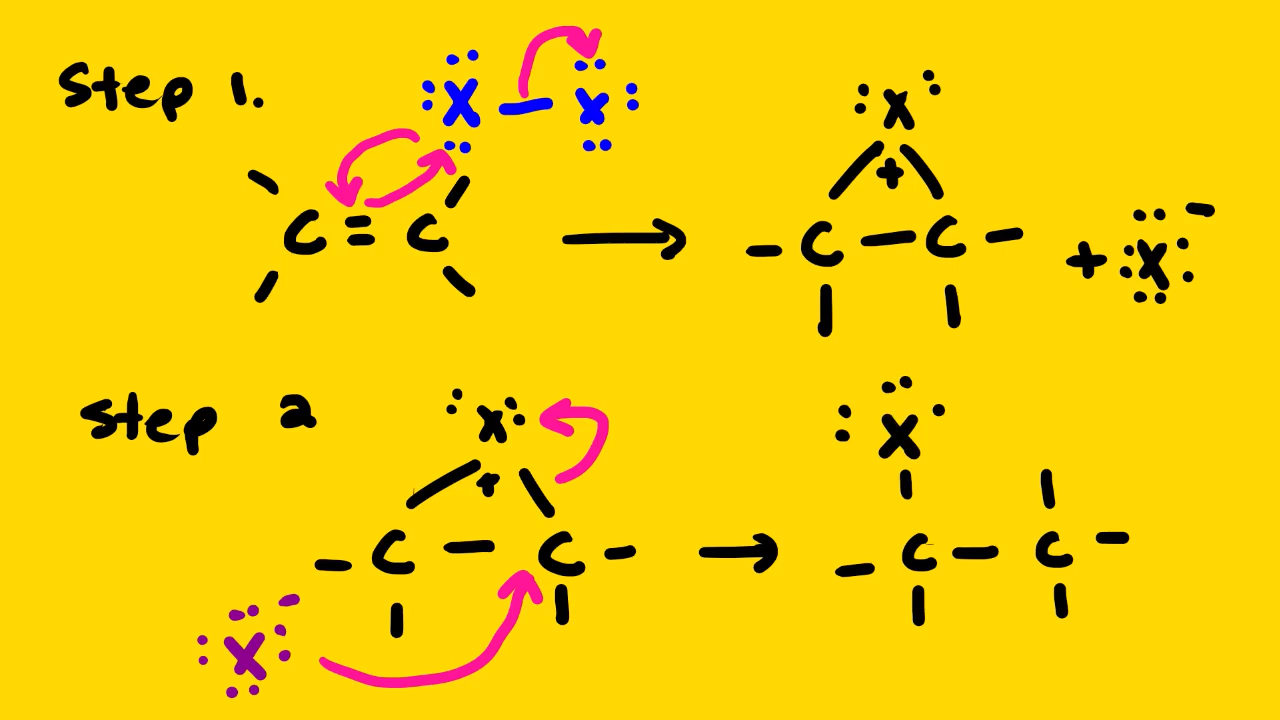 Step 1.
X — X
C = C → X + C — C + X⁻
Step 2
X + C — C → X C — C
X⁻